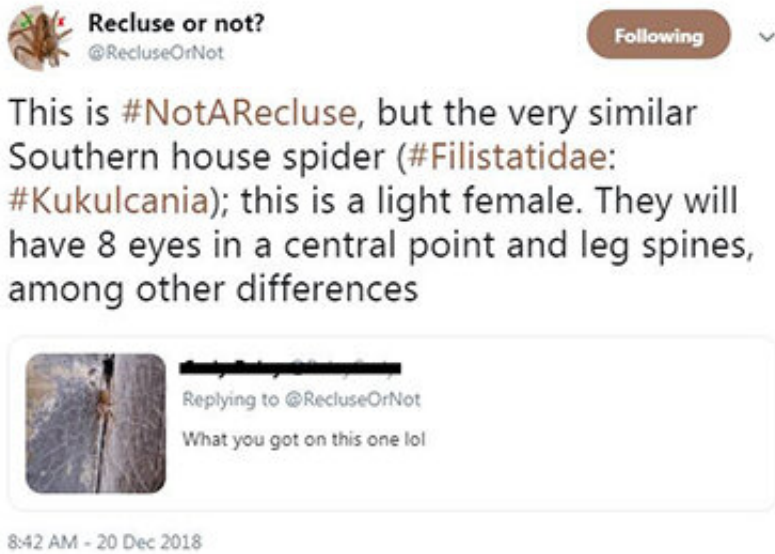 Recluse or not?
@RecluseOrNot
Following
This is #NotARecluse, but the very similar
Southern house spider (#Filistatidae:
#Kukulcania); this is a light female. They will
have 8 eyes in a central point and leg spines,
among other differences
Replying to @RecluseOrNot
What you got on this one lol
8:42 AM - 20 Dec 2018